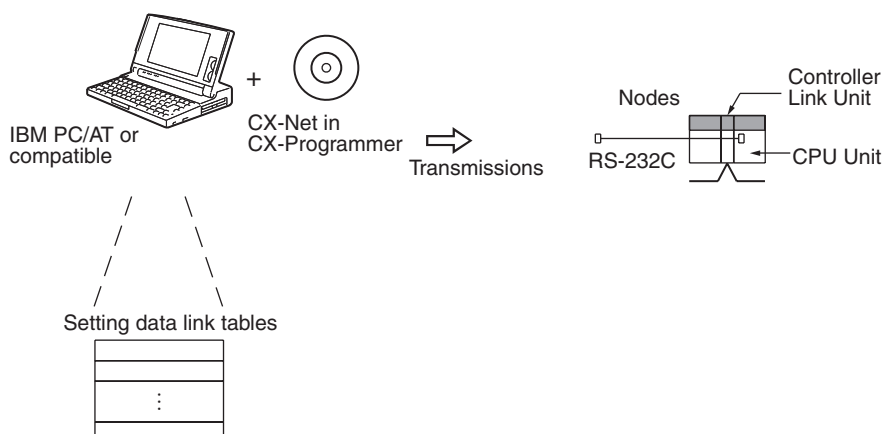 +
IBM PC/AT or
compatible
CX-Net in
CX-Programmer
Transmissions
Nodes
Controller
Link Unit
RS-232C
CPU Unit
Setting data link tables
⋮